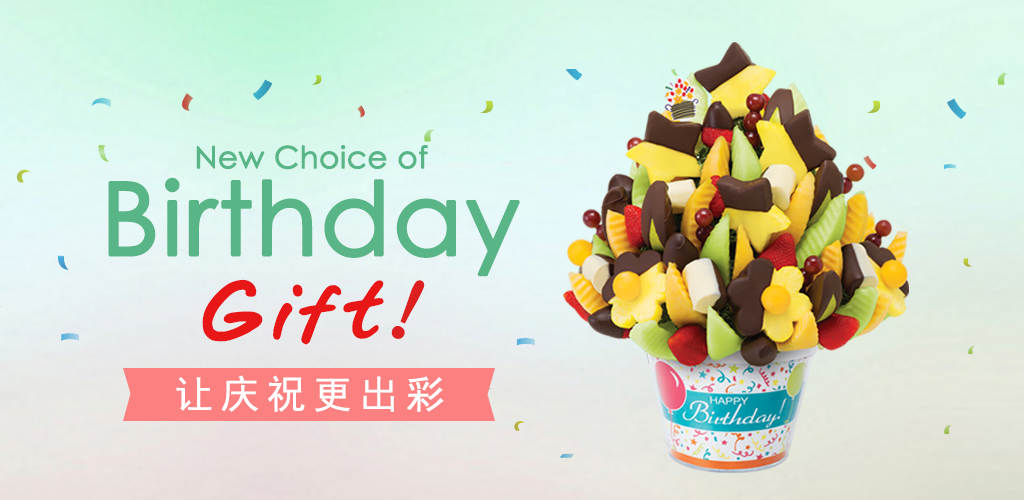 New Choice of
Birthday
Gift!
让庆祝更出彩
HAPPY
Birthday!